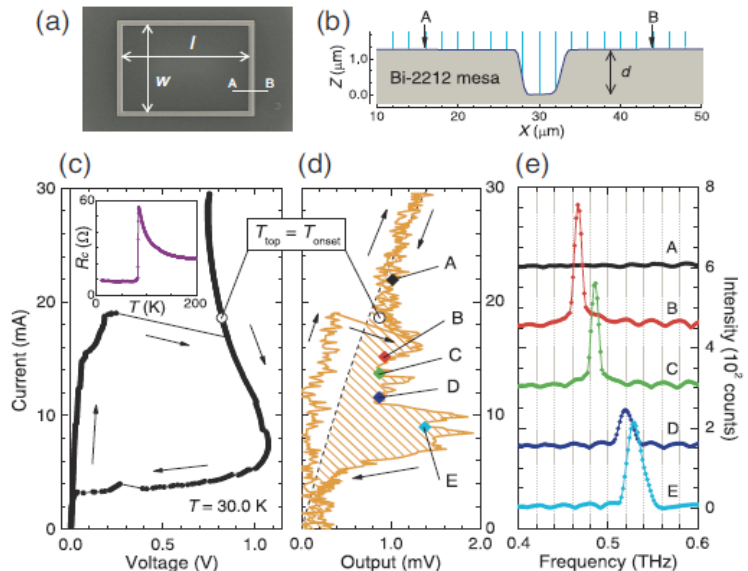 (a)
l
w
A
B
(b)
A
B
Z (μm)
1.0
0.0
Bi-2212 mesa
d
10
20
30
40
50
X (μm)
(c)
30
20
10
0
Current (mA)
60
0
Rc (Ω)
0
200
T (K)
Ttop = Tonset
T = 30.0 K
0.0
0.5
1.0
Voltage (V)
(d)
30
20
10
0
A
B
C
D
E
0.0
1.0
2.0
Output (mV)
(e)
A
B
C
D
E
8
6
4
2
0
Intensity (10² counts)
0.4
0.5
0.6
Frequency (THz)